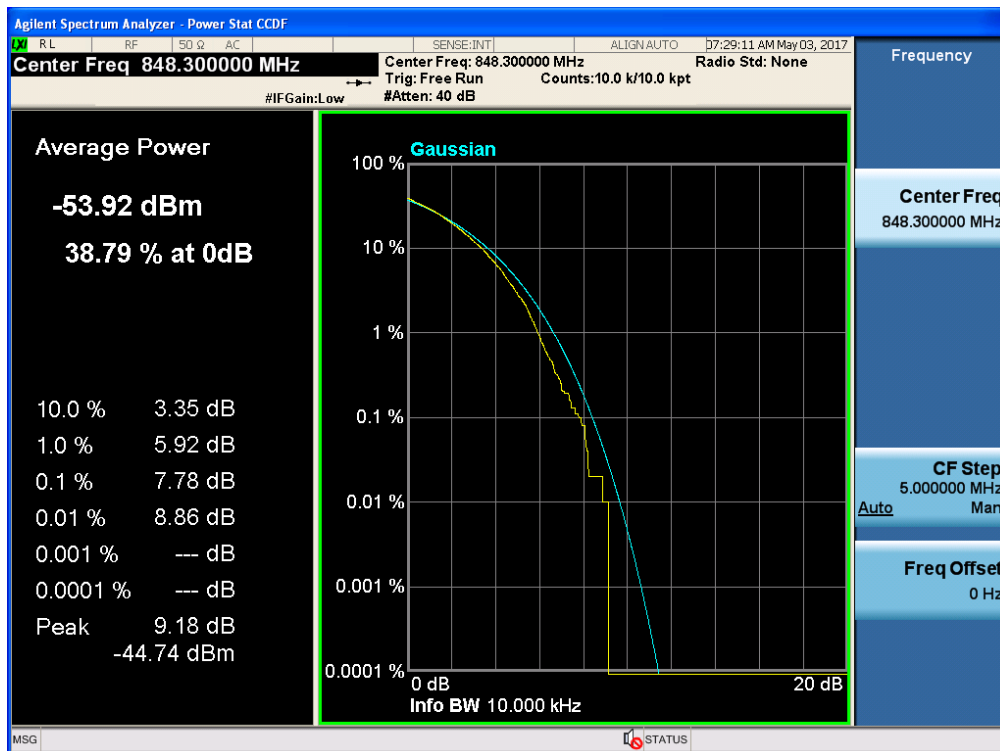 Agilent Spectrum Analyzer - Power Stat CCDF
LXI RL RF 50 Ω AC SENSE:INT ALIGN AUTO 07:29:11 AM May 03, 2017
Center Freq 848.300000 MHz
Center Freq: 848.300000 MHz Radio Std: None
Trig: Free Run Counts:10.0 k/10.0 kpt
#IFGain:Low #Atten: 40 dB
Average Power
-53.92 dBm
38.79 % at 0dB
10.0 % 3.35 dB
1.0 % 5.92 dB
0.1 % 7.78 dB
0.01 % 8.86 dB
0.001 % --- dB
0.0001 % --- dB
Peak 9.18 dB
-44.74 dBm
Gaussian
100 %
10 %
1 %
0.1 %
0.01 %
0.001 %
0.0001 %
0 dB 20 dB
Info BW 10.000 kHz
Frequency
Center Freq
848.300000 MHz
CF Step
5.000000 MHz
Auto Man
Freq Offset
0 Hz
MSG STATUS